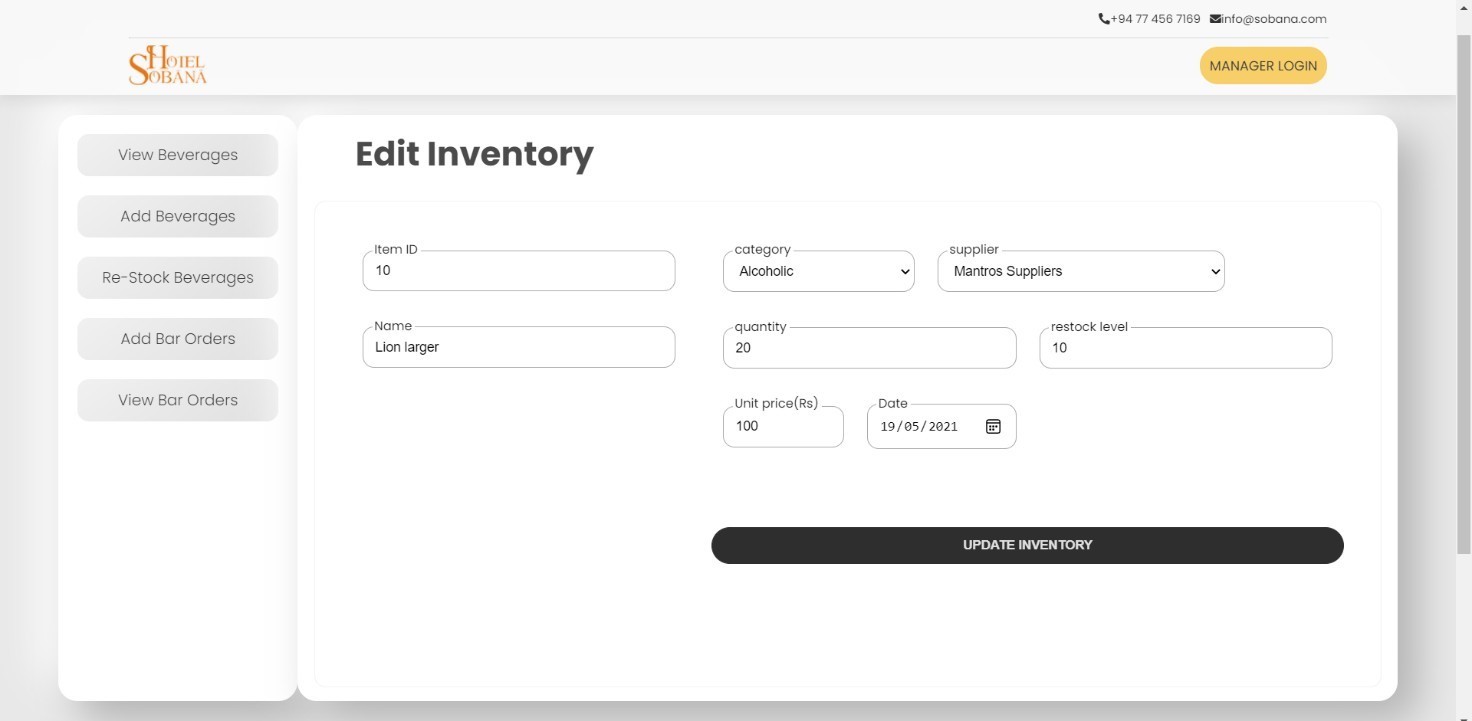 +94 77 456 7169 info@sobana.com
HOTEL
SOBANA
MANAGER LOGIN
View Beverages
Add Beverages
Re-Stock Beverages
Add Bar Orders
View Bar Orders
Edit Inventory
Item ID
10
category
Alcoholic
supplier
Mantros Suppliers
Name
Lion larger
quantity
20
restock level
10
Unit price(Rs)
100
Date
19/05/2021
UPDATE INVENTORY